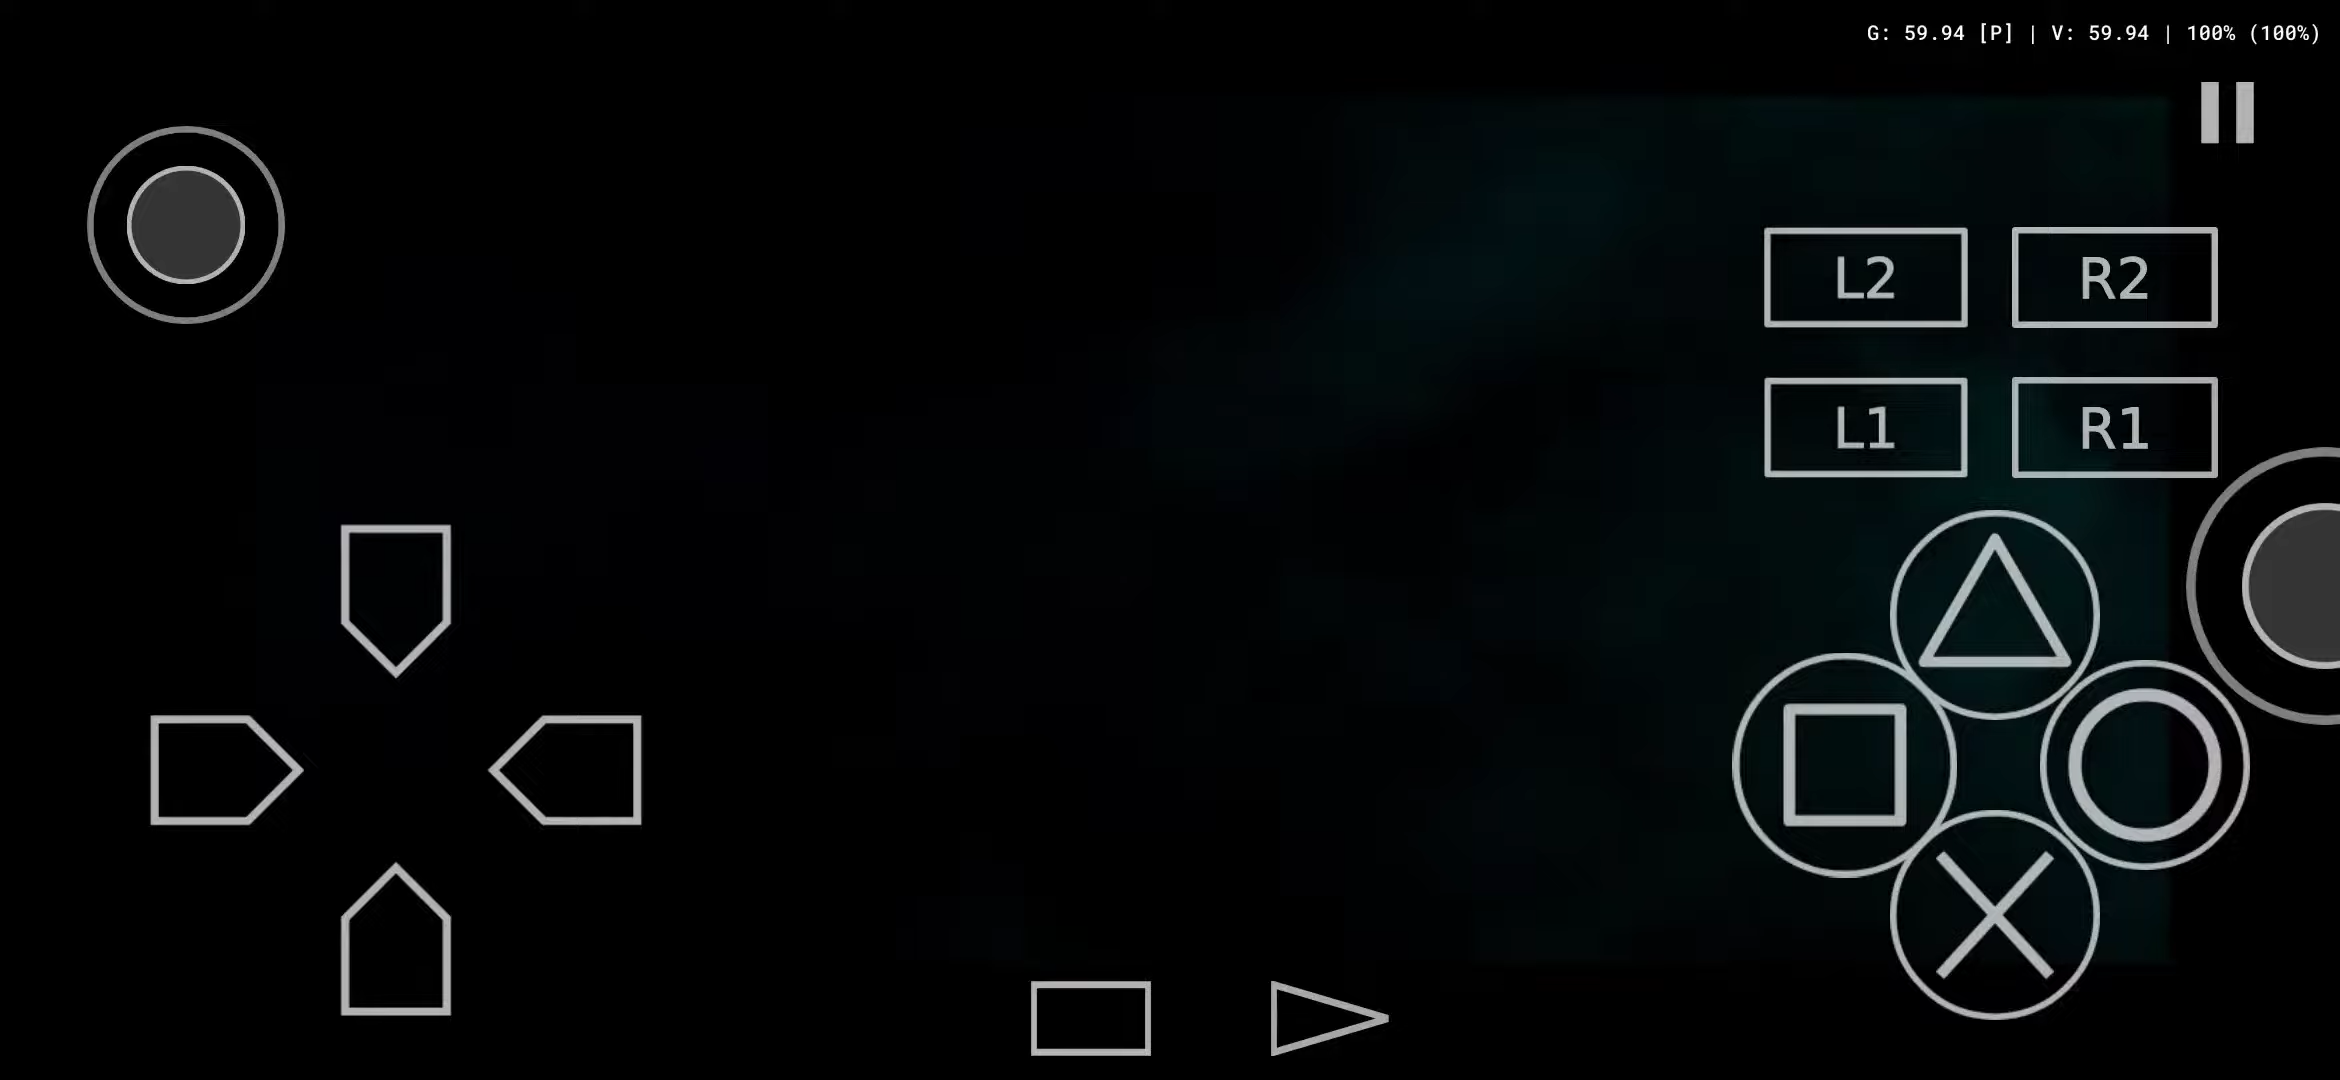 G: 59.94 [P] | V: 59.94 | 100% (100%)
L2 R2
L1 R1